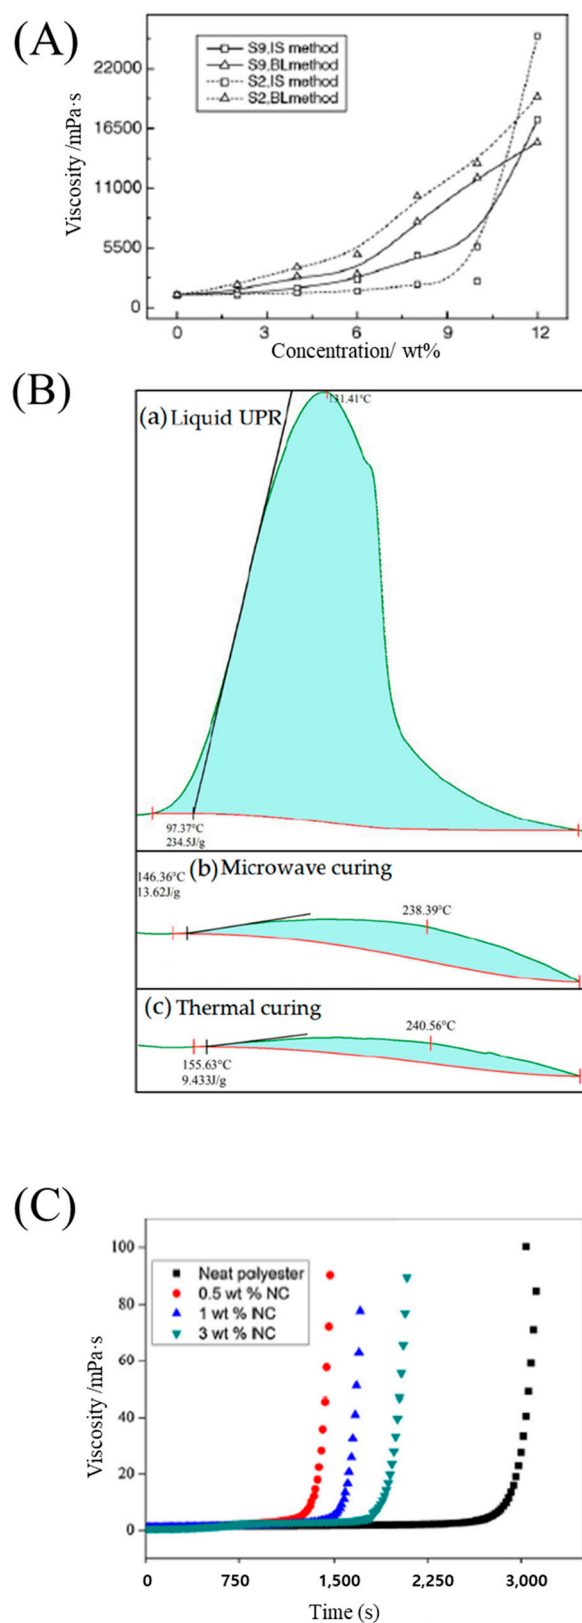 (A)
S9,IS method
S9,BLmethod
S2,IS method
S2,BLmethod
22000
16500
11000
5500
0
Viscosity /mPa·s
0 3 6 9 12
Concentration/ wt%
(B)
131.41°C
(a) Liquid UPR
97.37°C
234.5J/g
(b) Microwave curing
146.36°C
13.62J/g
238.39°C
(c) Thermal curing
240.56°C
155.63°C
9.433J/g
(C)
100
80
60
40
20
0
Viscosity /mPa·s
Neat polyester
0.5 wt % NC
1 wt % NC
3 wt % NC
0 750 1,500 2,250 3,000
Time (s)